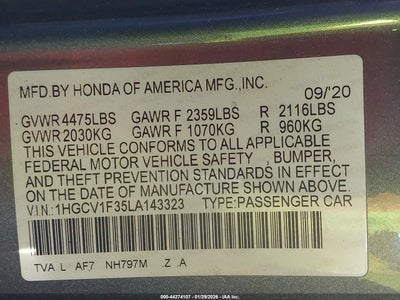 MFD.BY HONDA OF AMERICA MFG.,INC.
09/'20
GVWR 4475LBS GAWR F 2359LBS R 2116LBS
GVWR 2030KG GAWR F 1070KG R 960KG
THIS VEHICLE CONFORMS TO ALL APPLICABLE
FEDERAL MOTOR VEHICLE SAFETY , BUMPER,
AND THEFT PREVENTION STANDARDS IN EFFECT
ON THE DATE OF MANUFACTURE SHOWN ABOVE.
V I N: 1HGCV1F35LA143323 TYPE:PASSENGER CAR
TVA L AF7 NH797M .Z .A
000-44274107 - 01/29/2026 - IAA Inc.